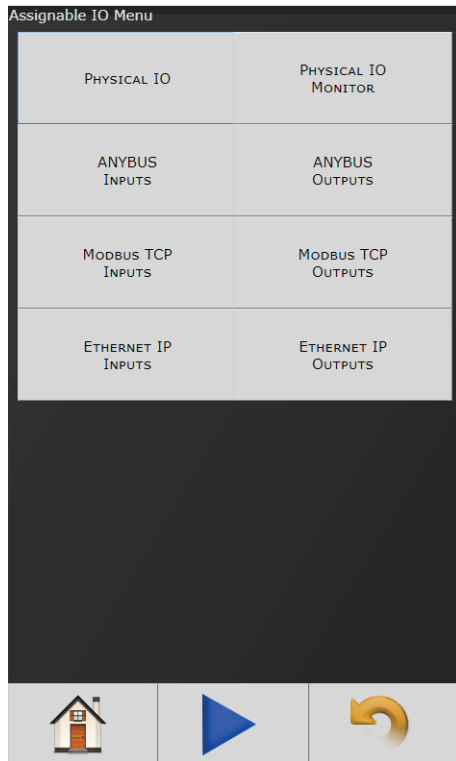 Assignable IO Menu
Physical IO
Physical IO
Monitor
ANYBUS
Inputs
ANYBUS
Outputs
Modbus TCP
Inputs
Modbus TCP
Outputs
Ethernet IP
Inputs
Ethernet IP
Outputs